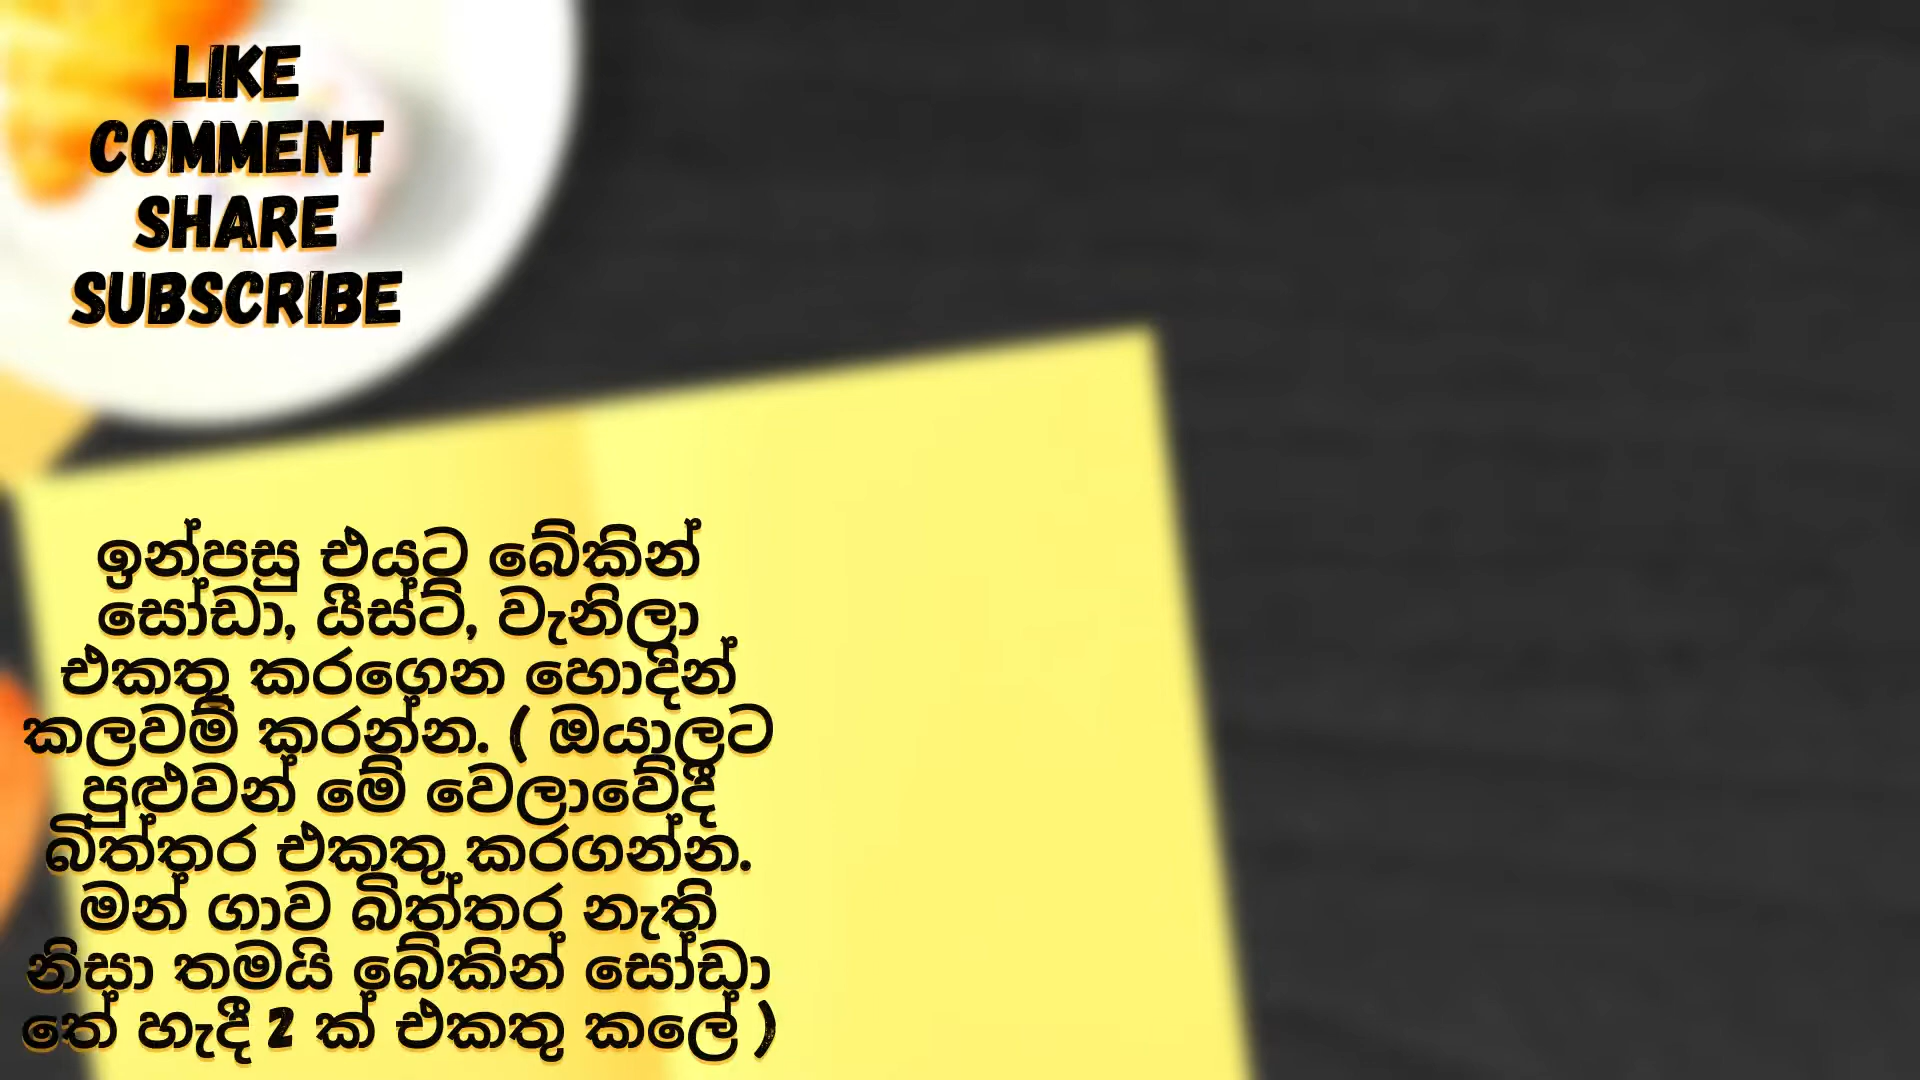 LIKE
COMMENT
SHARE
SUBSCRIBE
ඉන්පසු එයට බේකින්
සෝඩා, යීස්ට්, වැනිලා
එකතු කරගෙන හොදින්
කලවම් කරන්න. ( ඔයාලට
පුළුවන් මේ වෙලාවේදී
බිත්තර එකතු කරගන්න.
මන් ගාව බිත්තර නැති
නිසා තමයි බේකින් සෝඩා
තේ හැදී 2 ක් එකතු කලේ )